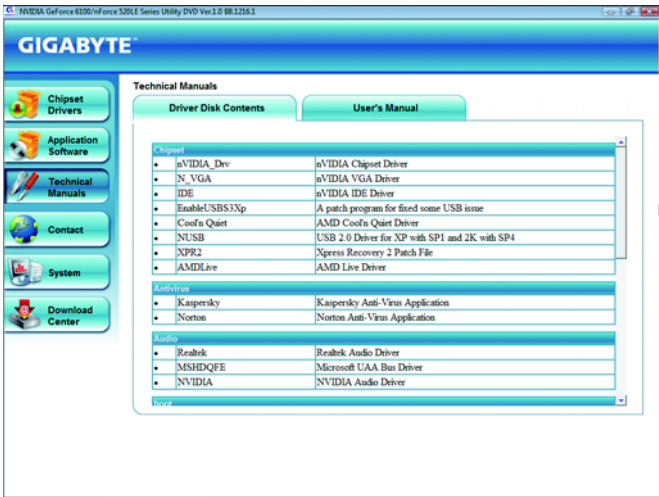 NVIDIA GeForce 6100/nForce 520LE Series Utility DVD Ver.1.0 B8.1216.1
GIGABYTE™
Chipset
Drivers
Application
Software
Technical
Manuals
Contact
System
Download
Center
Technical Manuals
Driver Disk Contents User's Manual
Chipset
• nVIDIA_Drv nVIDIA Chipset Driver
• N_VGA nVIDIA VGA Driver
• IDE nVIDIA IDE Driver
• EnableUSBS3Xp A patch program for fixed some USB issue
• Cool'n Quiet AMD Cool'n Quiet Driver
• NUSB USB 2.0 Driver for XP with SP1 and 2K with SP4
• XPR2 Xpress Recovery 2 Patch File
• AMDLive AMD Live Driver
Antivirus
• Kaspersky Kaspersky Anti-Virus Application
• Norton Norton Anti-Virus Application
Audio
• Realtek Realtek Audio Driver
• MSHDQFE Microsoft UAA Bus Driver
• NVIDIA NVIDIA Audio Driver
boot